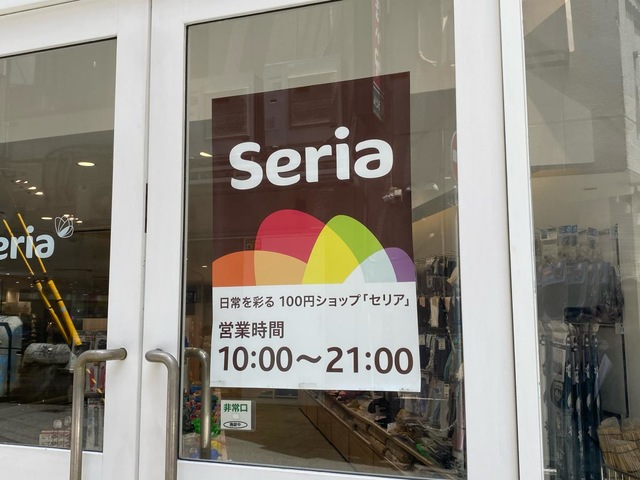 Seria
eria
日常を彩る 100円ショップ「セリア」
営業時間
10:00～21:00
非常口